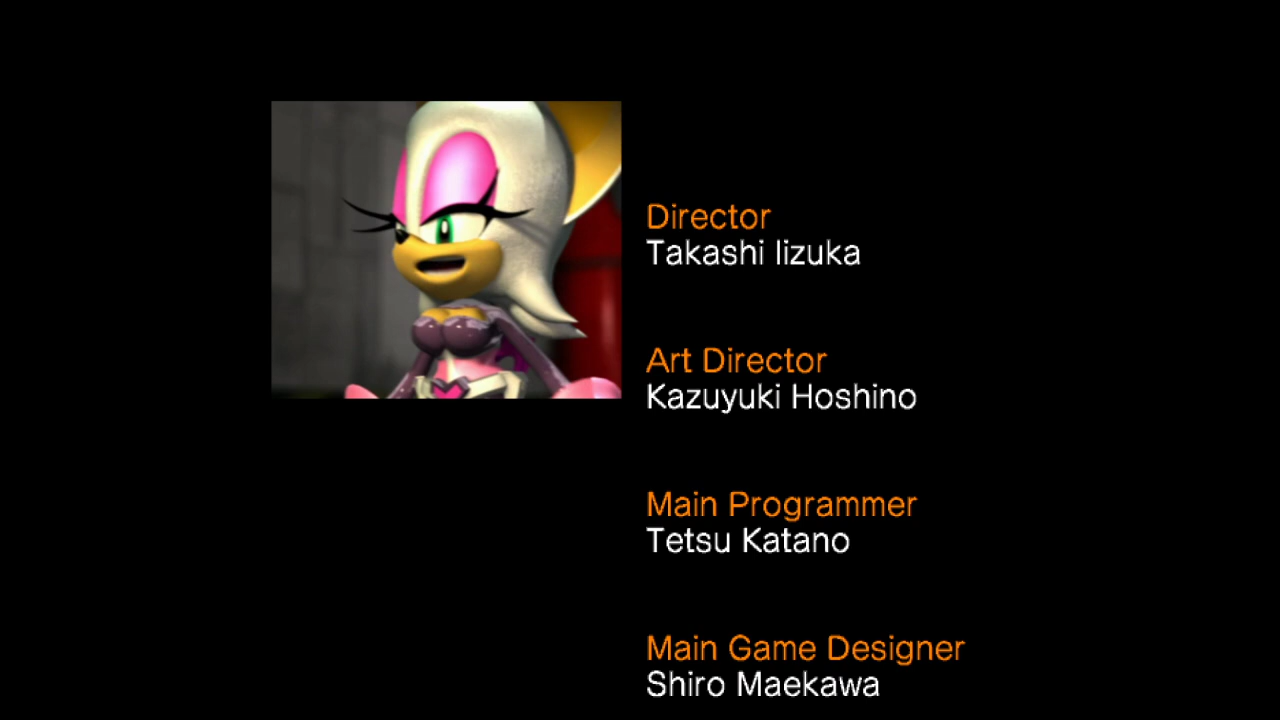 Director
Takashi Iizuka
Art Director
Kazuyuki Hoshino
Main Programmer
Tetsu Katano
Main Game Designer
Shiro Maekawa